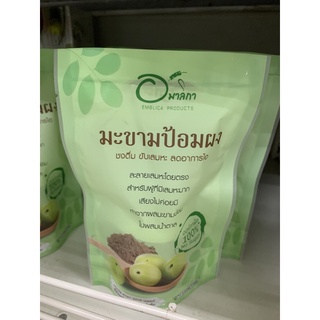 อิมาลิกา
EMBLICA PRODUCTS
มะขามป้อมผง
ชงดื่ม ขับเสมหะ ลดอาการไอ
ละลายเสมหะโดยตรง
สำหรับผู้ที่มีเสมหะมาก
เสียงไม่ค่อยมี
ไม่ผสมน้ำตาล
100%